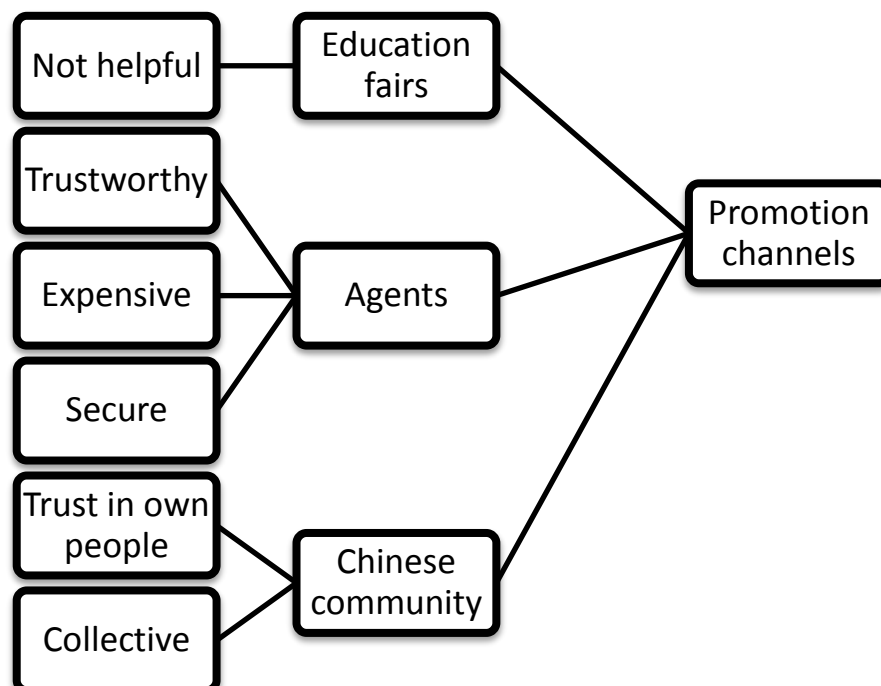 Not helpful
Education
fairs
Trustworthy
Promotion
channels
Expensive
Agents
Secure
Trust in own
people
Chinese
community
Collective